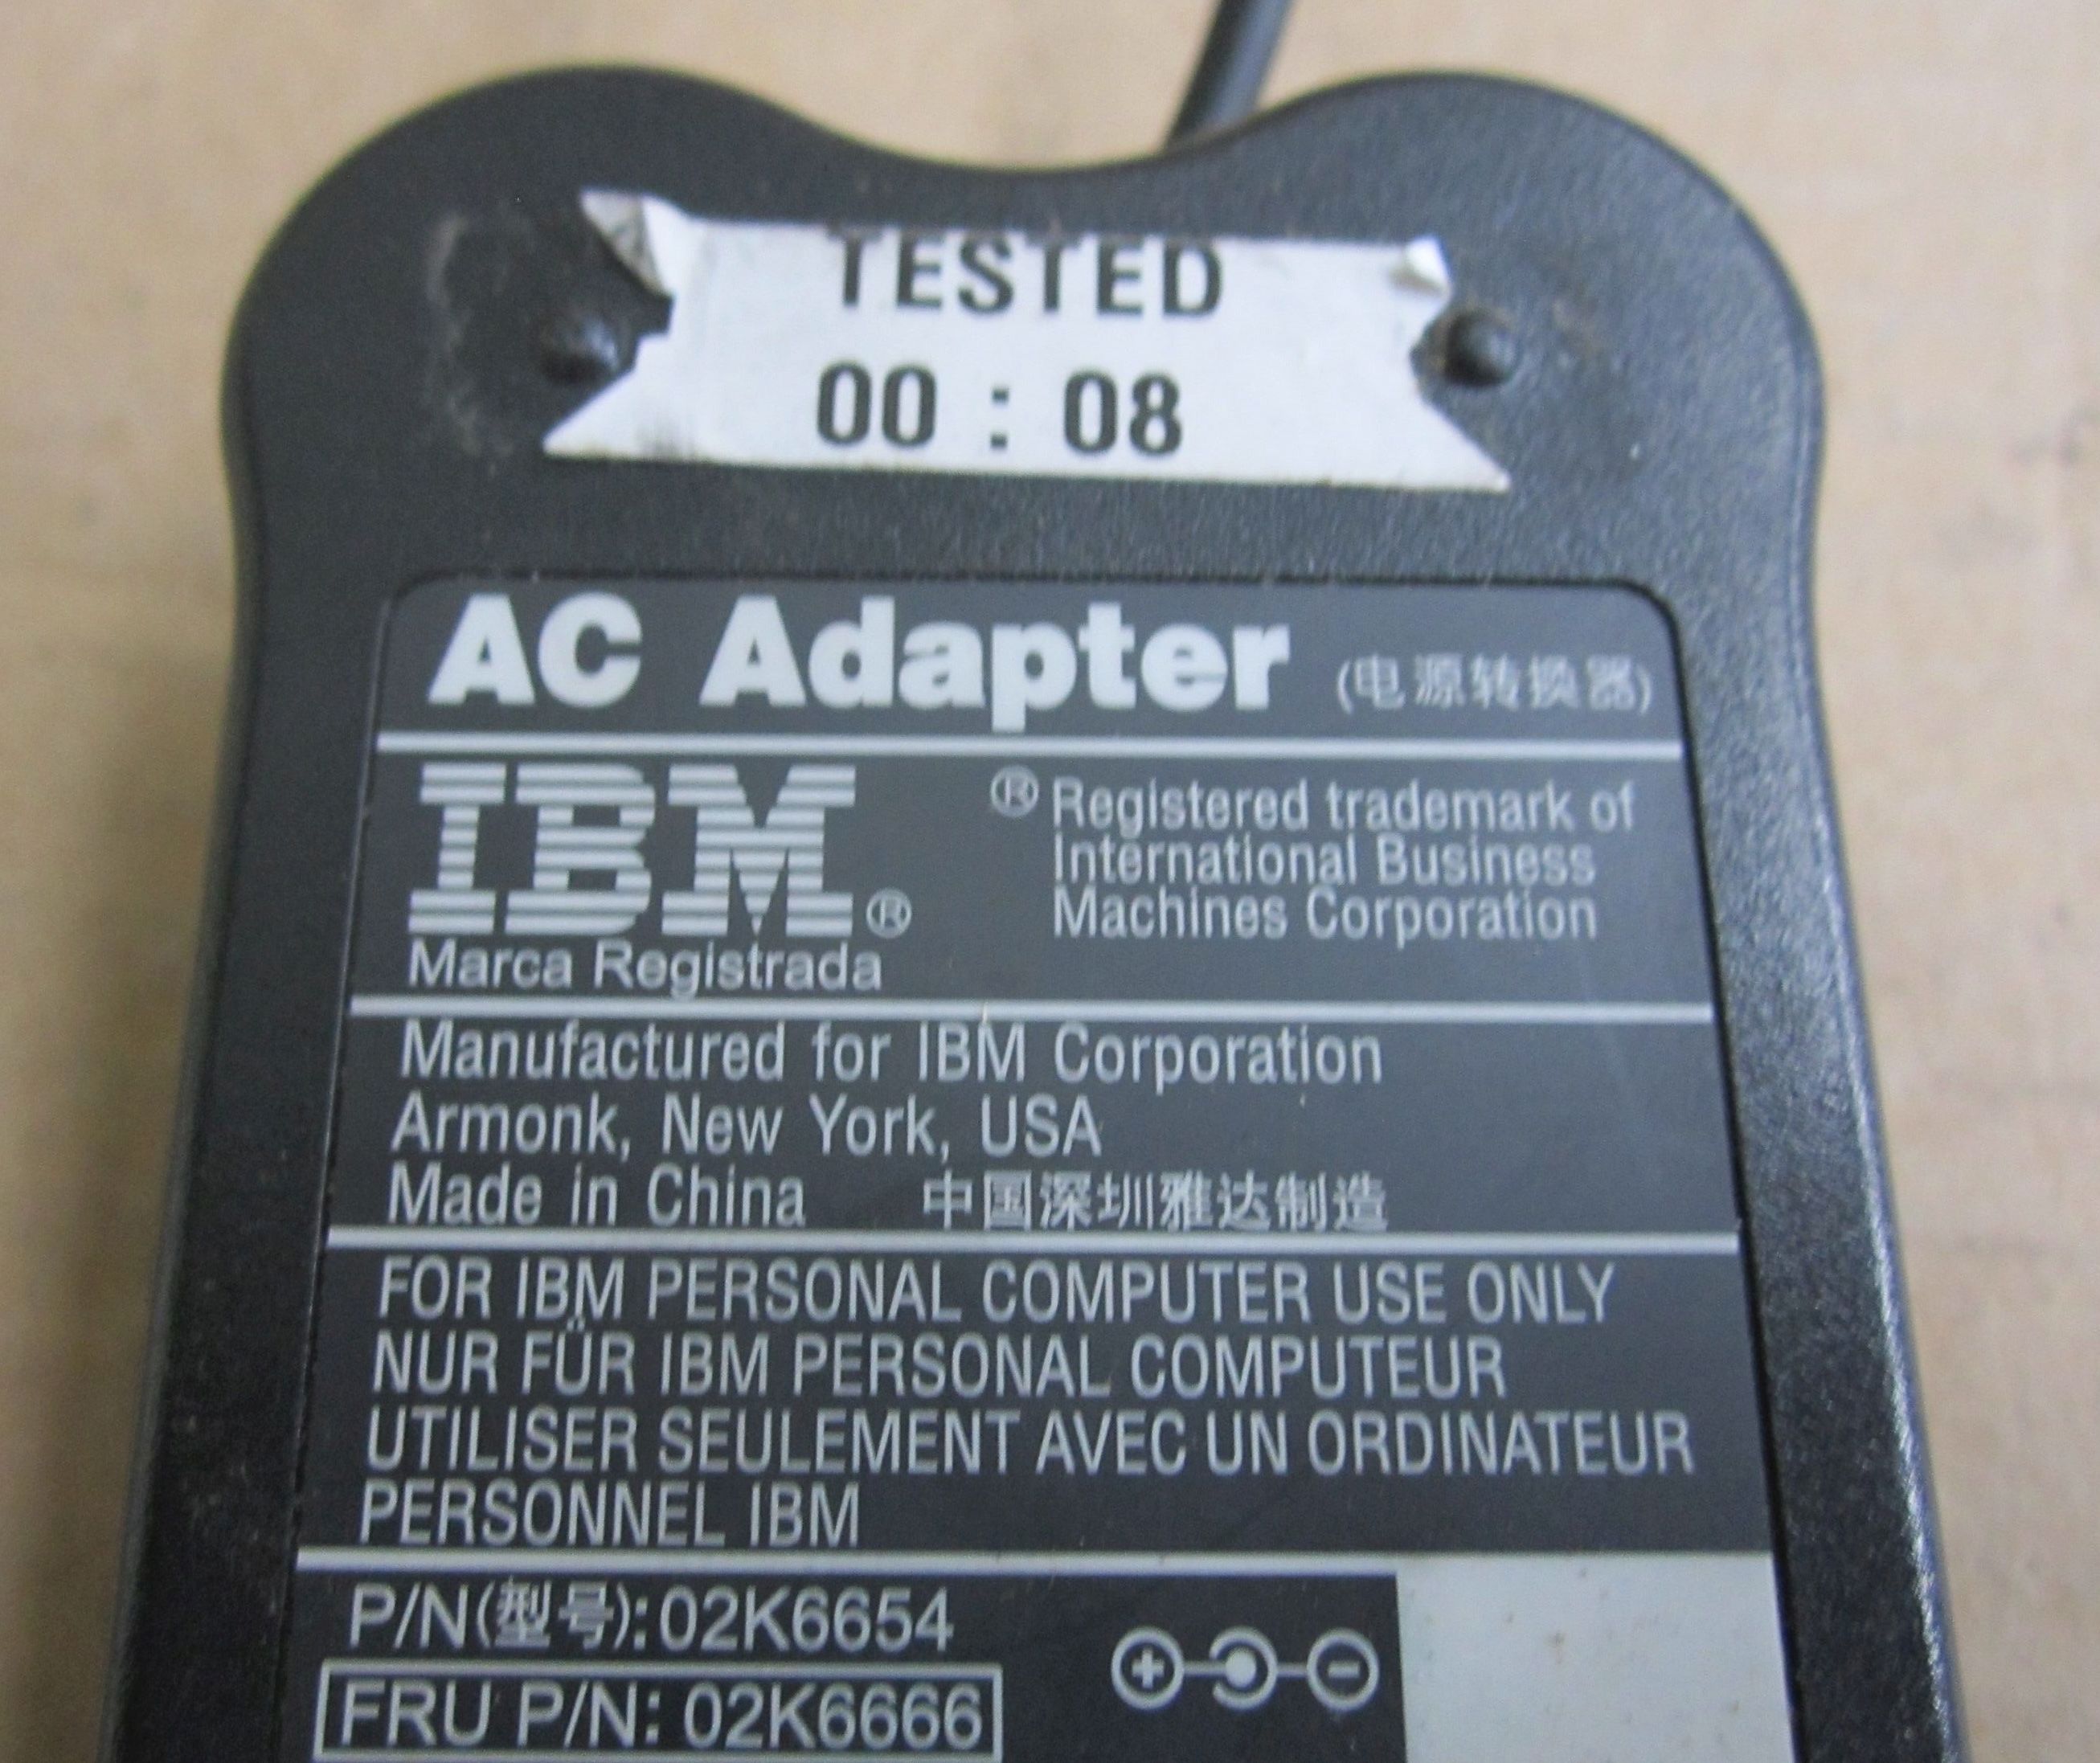 TESTED
00 : 08
AC Adapter (电源转换器)
IBM®
® Registered trademark of
International Business
Machines Corporation
Marca Registrada
Manufactured for IBM Corporation
Armonk, New York, USA
Made in China 中国深圳雅达制造
FOR IBM PERSONAL COMPUTER USE ONLY
NUR FÜR IBM PERSONAL COMPUTEUR
UTILISER SEULEMENT AVEC UN ORDINATEUR
PERSONNEL IBM
P/N(型号):02K6654
FRU P/N: 02K6666